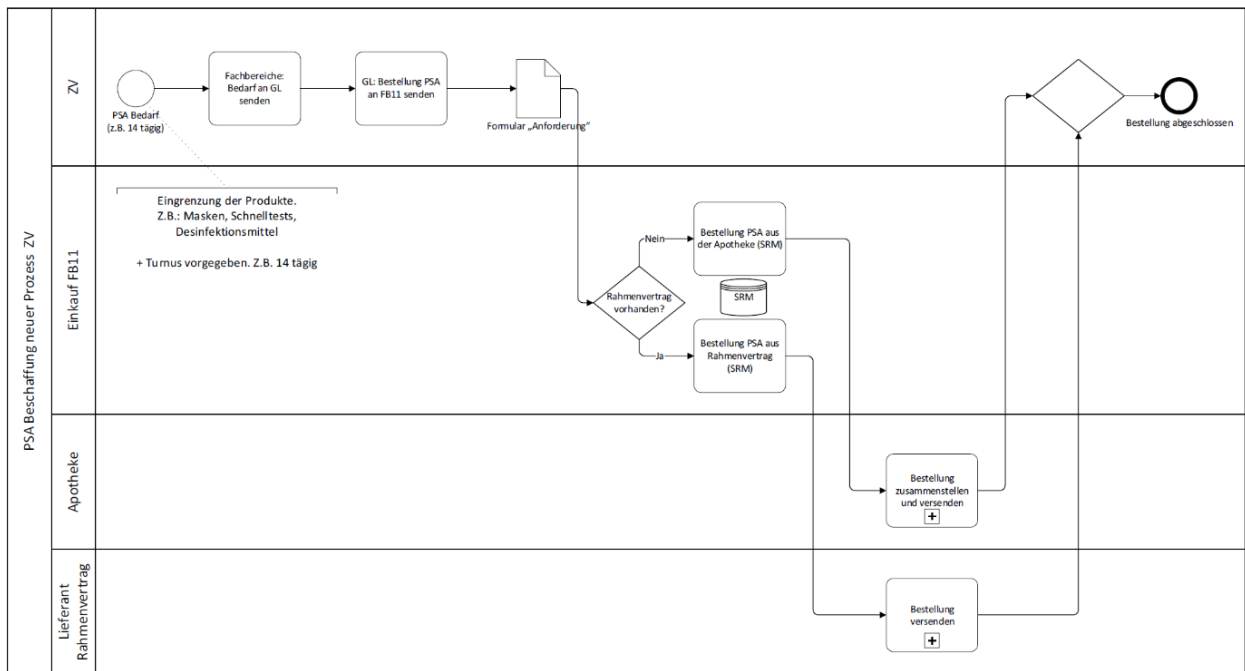 PSA Beschaffung neuer Prozess ZV
ZV
PSA Bedarf
(z.B. 14 tägig)
Fachbereiche:
Bedarf an GL
senden
GL: Bestellung PSA
an FB11 senden
Formular „Anforderung“
Bestellung abgeschlossen
Einkauf FB11
Eingrenzung der Produkte.
Z.B.: Masken, Schnelltests,
Desinfektionsmittel
+ Turnus vorgegeben. Z.B. 14 tägig
Rahmenvertrag
vorhanden?
Nein
Bestellung PSA aus
der Apotheke (SRM)
SRM
Ja
Bestellung PSA aus
Rahmenvertrag
(SRM)
Apotheke
Bestellung
zusammenstellen
und versenden
Lieferant
Rahmenvertrag
Bestellung
versenden